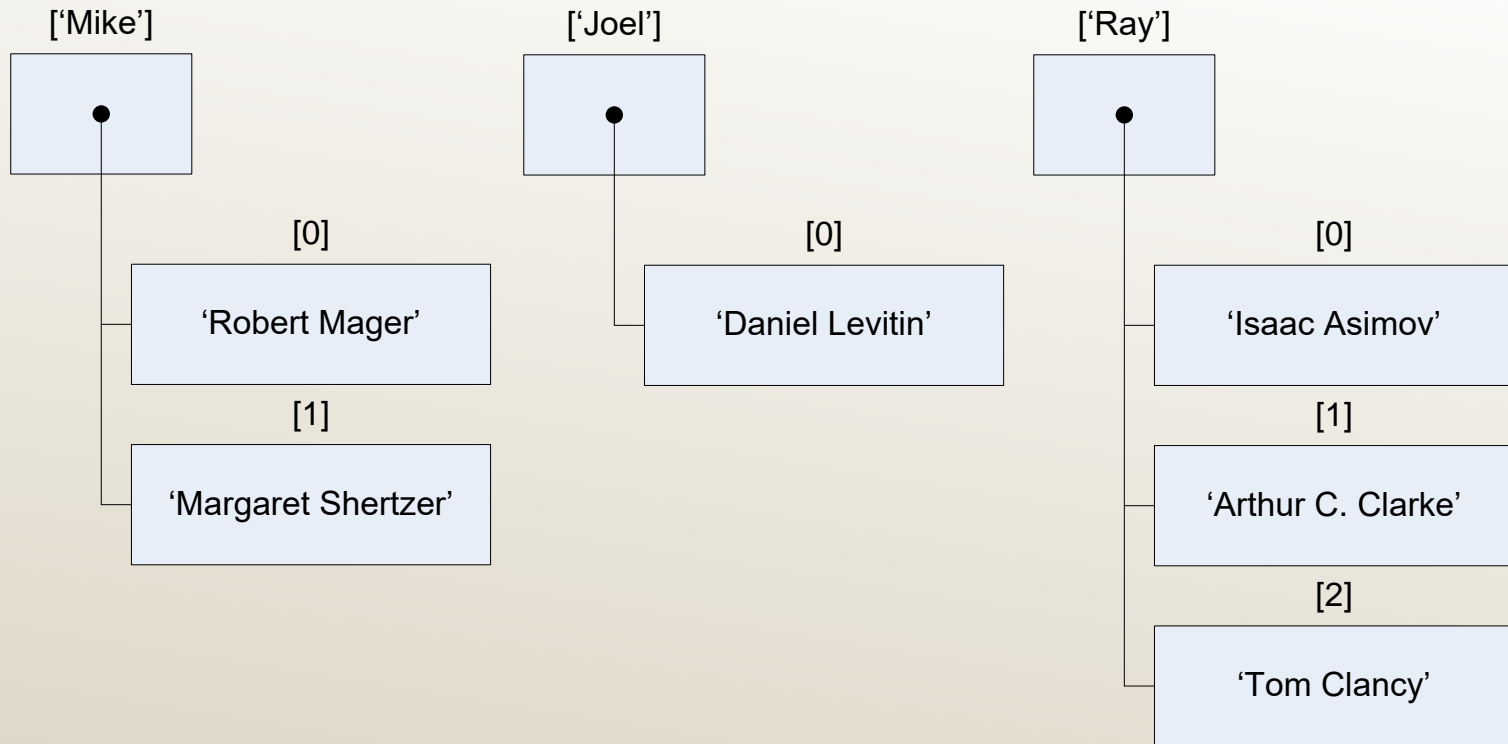 [‘Mike’]
[0]
‘Robert Mager’
[1]
‘Margaret Shertzer’
[‘Joel’]
[0]
‘Daniel Levitin’
[‘Ray’]
[0]
‘Isaac Asimov’
[1]
‘Arthur C. Clarke’
[2]
‘Tom Clancy’